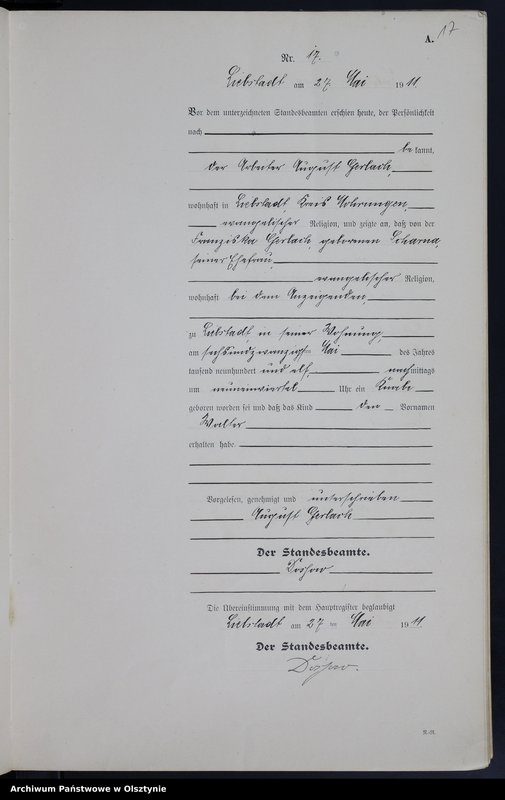 A. 17
Nr. 17.
Liebstadt am 27. Mai 1911.
Vor dem unterzeichneten Standesbeamten erschien heute, der Persönlichkeit
nach
be kannt,
der Arbeiter August Gerlach,
wohnhaft in Liebstadt, Kreis Mohrungen
evangelischer Religion, und zeigte an, daß von der
Franziska Gerlach, geborenen
seiner Ehefrau,
evangelischer Religion,
wohnhaft bei dem Anzeigenden,
zu Liebstadt in seiner Wohnung,
am sechsundzwanzigsten Mai des Jahres
tausend neunhundert und elf, nachmittags
um Uhr ein Knabe
geboren worden sei und daß das Kind den Vornamen
Walter
erhalten habe.
Vorgelesen, genehmigt und unterschrieben
August Gerlach
Der Standesbeamte.
Die Übereinstimmung mit dem Hauptregister beglaubigt
Liebstadt am 27 ten Mai 1911.
Der Standesbeamte.
Archiwum Państwowe w Olsztynie